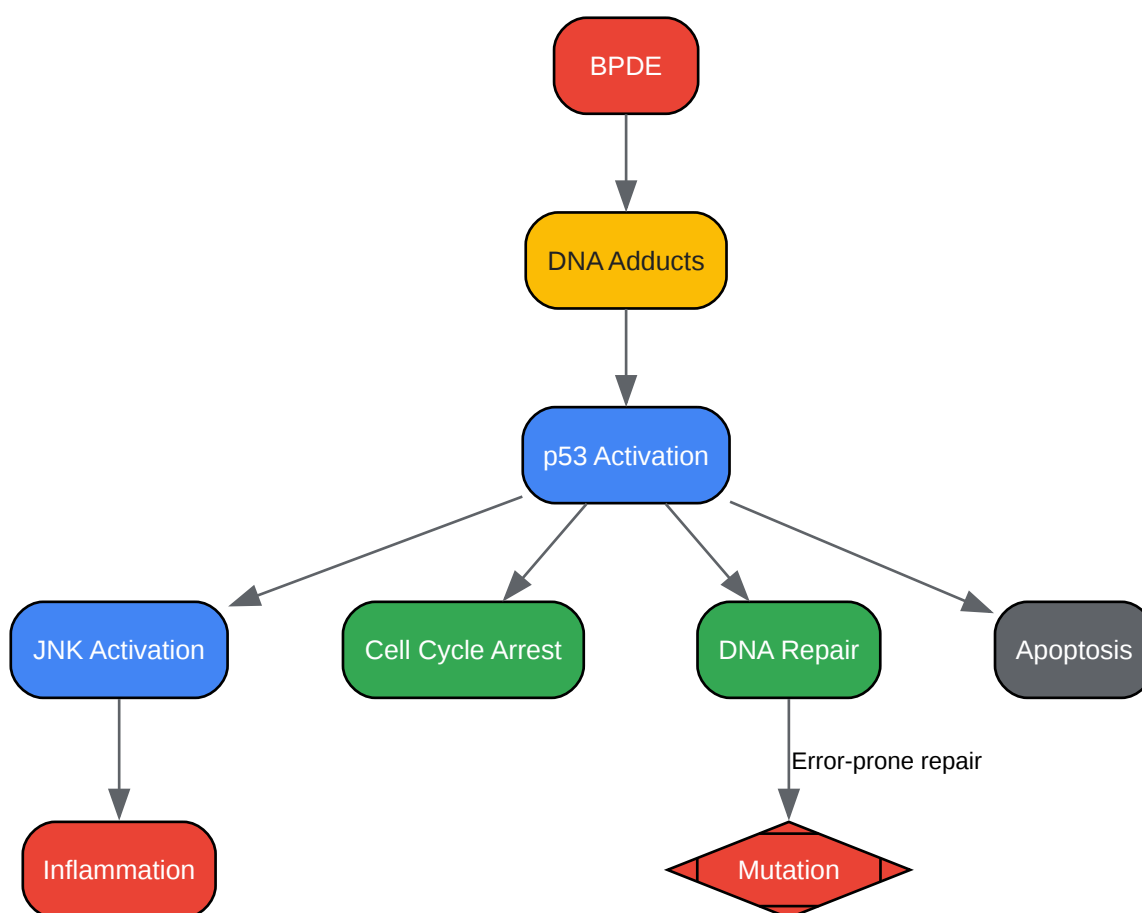 BPDE
DNA Adducts
p53 Activation
JNK Activation
Cell Cycle Arrest
DNA Repair
Apoptosis
Error-prone repair
Inflammation
Mutation